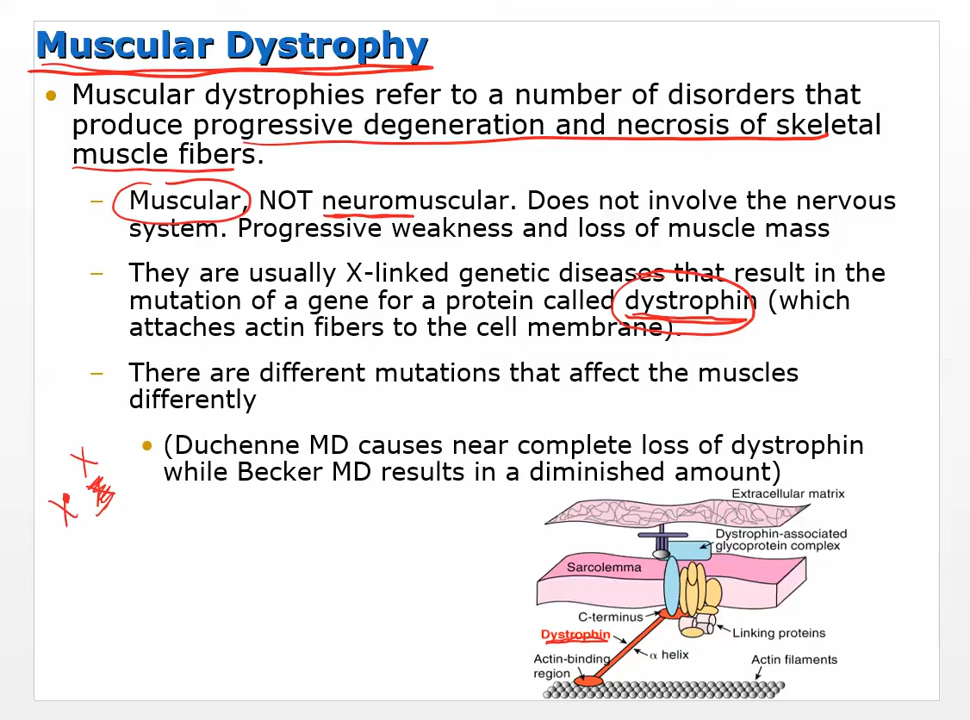 Muscular Dystrophy
• Muscular dystrophies refer to a number of disorders that
produce progressive degeneration and necrosis of skeletal
muscle fibers.
– Muscular, NOT neuromuscular. Does not involve the nervous
system. Progressive weakness and loss of muscle mass
– They are usually X-linked genetic diseases that result in the
mutation of a gene for a protein called dystrophin (which
attaches actin fibers to the cell membrane).
– There are different mutations that affect the muscles
differently
• (Duchenne MD causes near complete loss of dystrophin
while Becker MD results in a diminished amount)
X
X
Extracellular matrix
Dystrophin-associated
glycoprotein complex
Sarcolemma
C-terminus
Dystrophin
Linking proteins
α helix
Actin-binding
region
Actin filaments